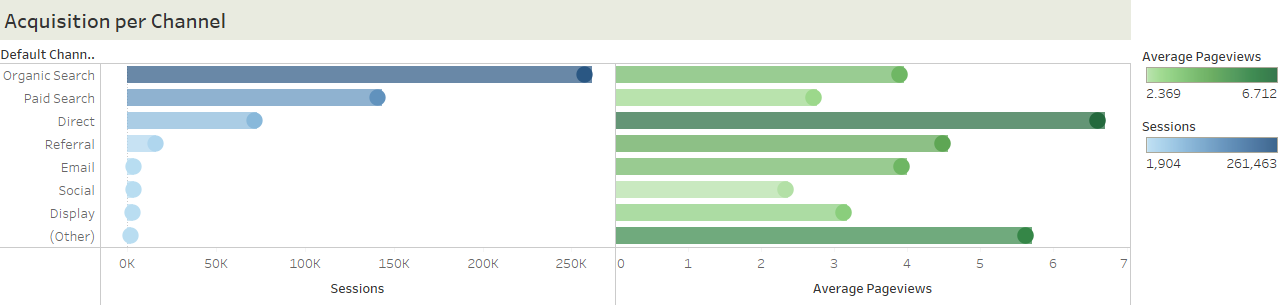 Acquisition per Channel
Default Chann..
Organic Search
Paid Search
Direct
Referral
Email
Social
Display
(Other)
0K 50K 100K 150K 200K 250K
Sessions
0 1 2 3 4 5 6 7
Average Pageviews
Average Pageviews
2.369 6.712
Sessions
1,904 261,463